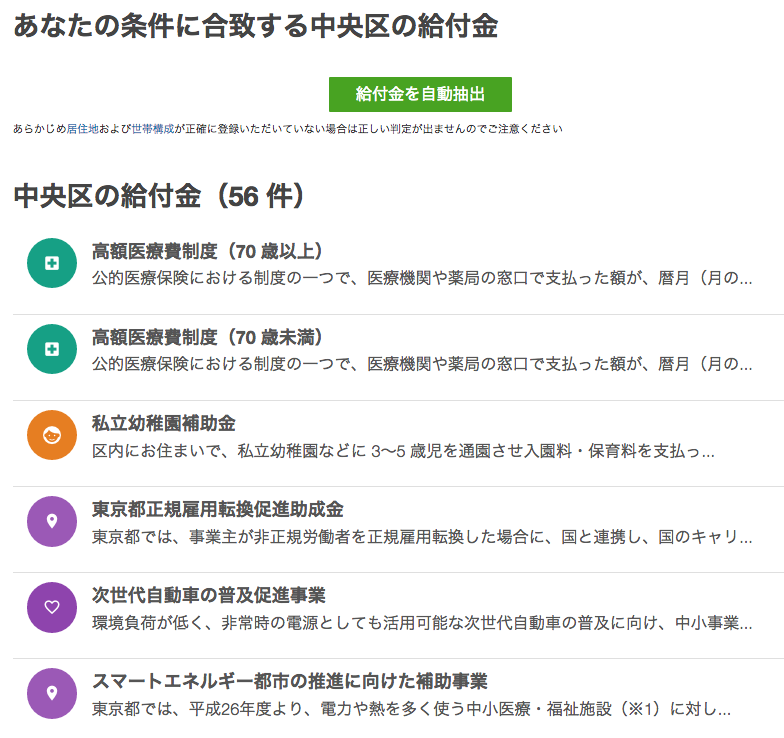 あなたの条件に合致する中央区の給付金
給付金を自動抽出
あらかじめ居住地および世帯構成が正確に登録いただいていない場合は正しい判定が出ませんのでご注意ください
中央区の給付金（56 件）
高額医療費制度（70 歳以上）
公的医療保険における制度の一つで、医療機関や薬局の窓口で支払った額が、暦月（月の...
高額医療費制度（70 歳未満）
公的医療保険における制度の一つで、医療機関や薬局の窓口で支払った額が、暦月（月の...
私立幼稚園補助金
区内にお住まいで、私立幼稚園などに 3〜5 歳児を通園させ入園料・保育料を支払っ...
東京都正規雇用転換促進助成金
東京都では、事業主が非正規労働者を正規雇用転換した場合に、国と連携し、国のキャリ...
次世代自動車の普及促進事業
環境負荷が低く、非常時の電源としても活用可能な次世代自動車の普及に向け、中小事業...
スマートエネルギー都市の推進に向けた補助事業
東京都では、平成26年度より、電力や熱を多く使う中小医療・福祉施設（※1）に対し...